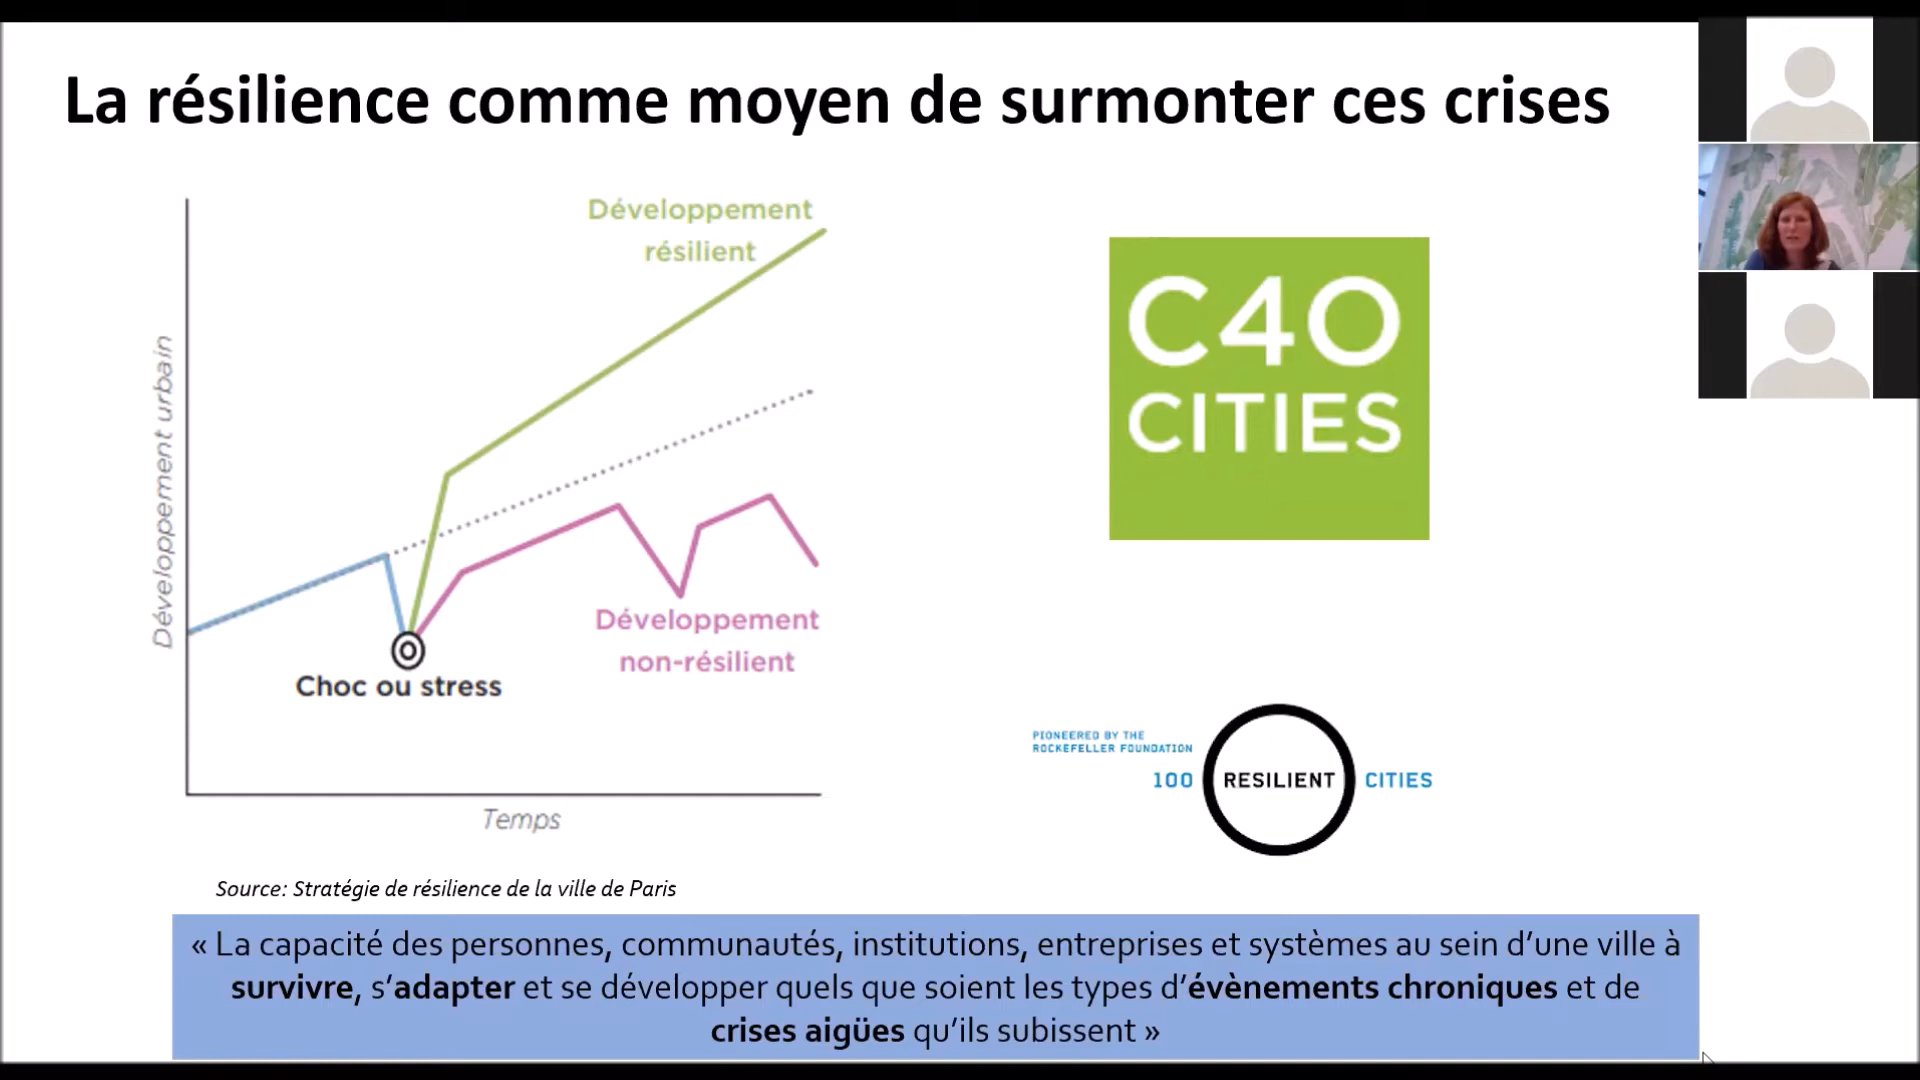 La résilience comme moyen de surmonter ces crises
Développement
résilient
Développement urbain
Développement
non-résilient
Choc ou stress
Temps
C40
CITIES
PIONEERED BY THE
ROCKEFELLER FOUNDATION
100 RESILIENT CITIES
Source: Stratégie de résilience de la ville de Paris
« La capacité des personnes, communautés, institutions, entreprises et systèmes au sein d’une ville à
survivre, s’adapter et se développer quels que soient les types d’évènements chroniques et de
crises aigües qu’ils subissent »